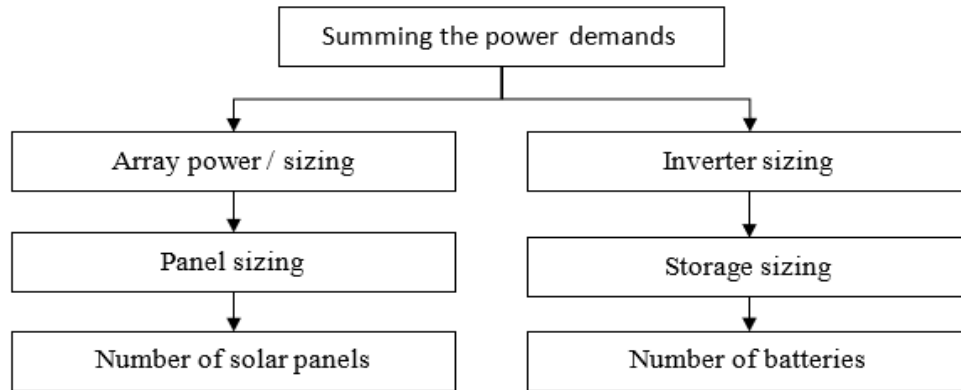 Summing the power demands
Array power / sizing
Inverter sizing
Panel sizing
Storage sizing
Number of solar panels
Number of batteries